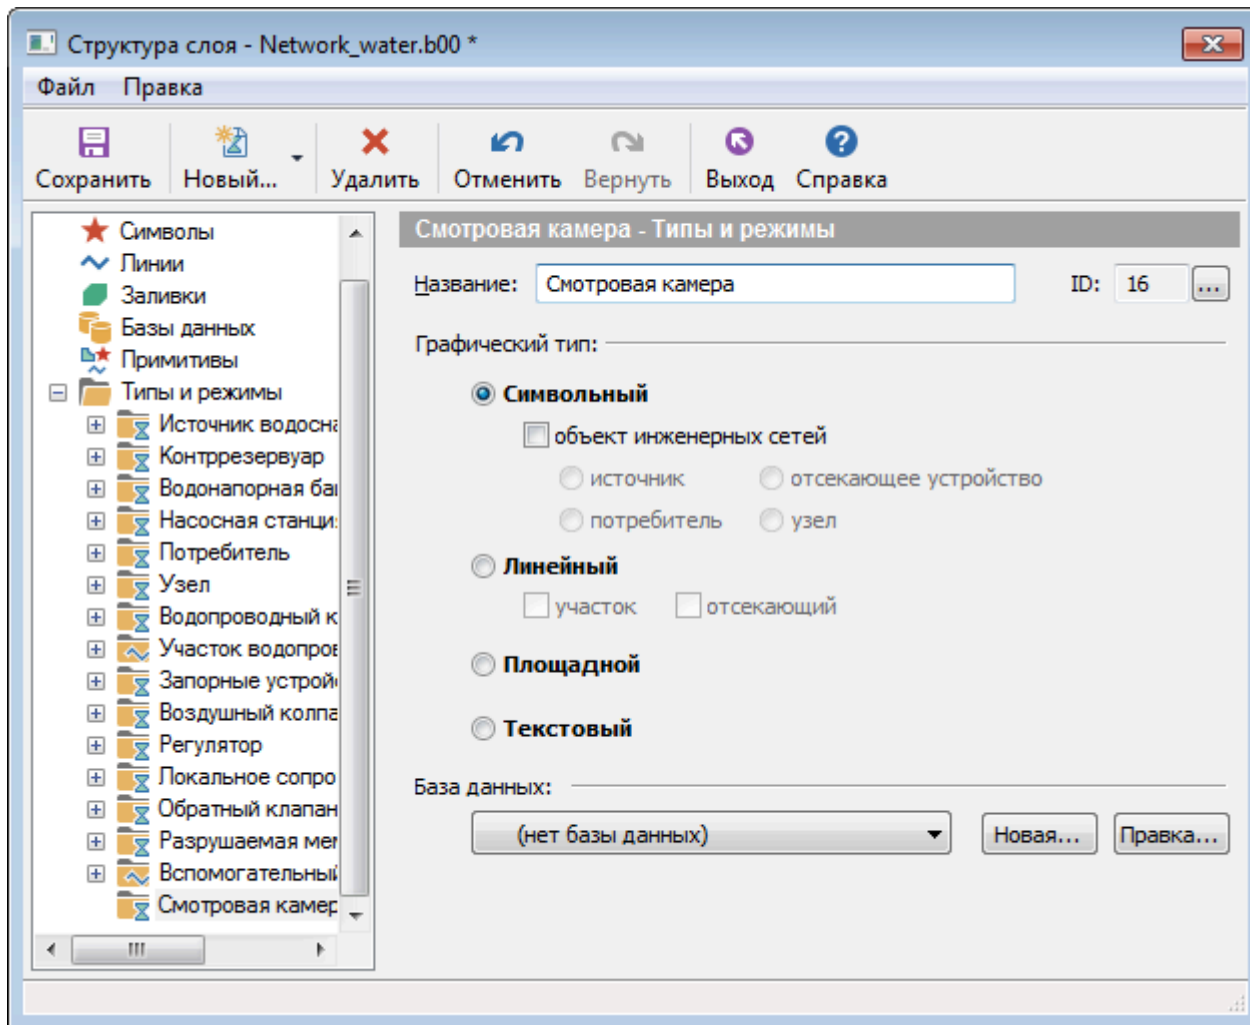 Структура слоя - Network_water.b00 *
Файл Правка
Сохранить Новый... Удалить Отменить Вернуть Выход Справка
Символы
Линии
Заливки
Базы данных
Примитивы
Типы и режимы
Источник водосна
Контррезервуар
Водонапорная ба
Насосная станци
Потребитель
Узел
Водопроводный к
Участок водопров
Запорные устрой
Воздушный колпа
Регулятор
Локальное сопро
Обратный клапан
Разрушаемая ме
Вспомогательный
Смотровая камер
Смотровая камера - Типы и режимы
Название: Смотровая камера ID: 16 ...
Графический тип:
Символьный
объект инженерных сетей
источник отсекающее устройство
потребитель узел
Линейный
участок отсекающий
Площадной
Текстовый
База данных:
(нет базы данных) Новая... Правка...